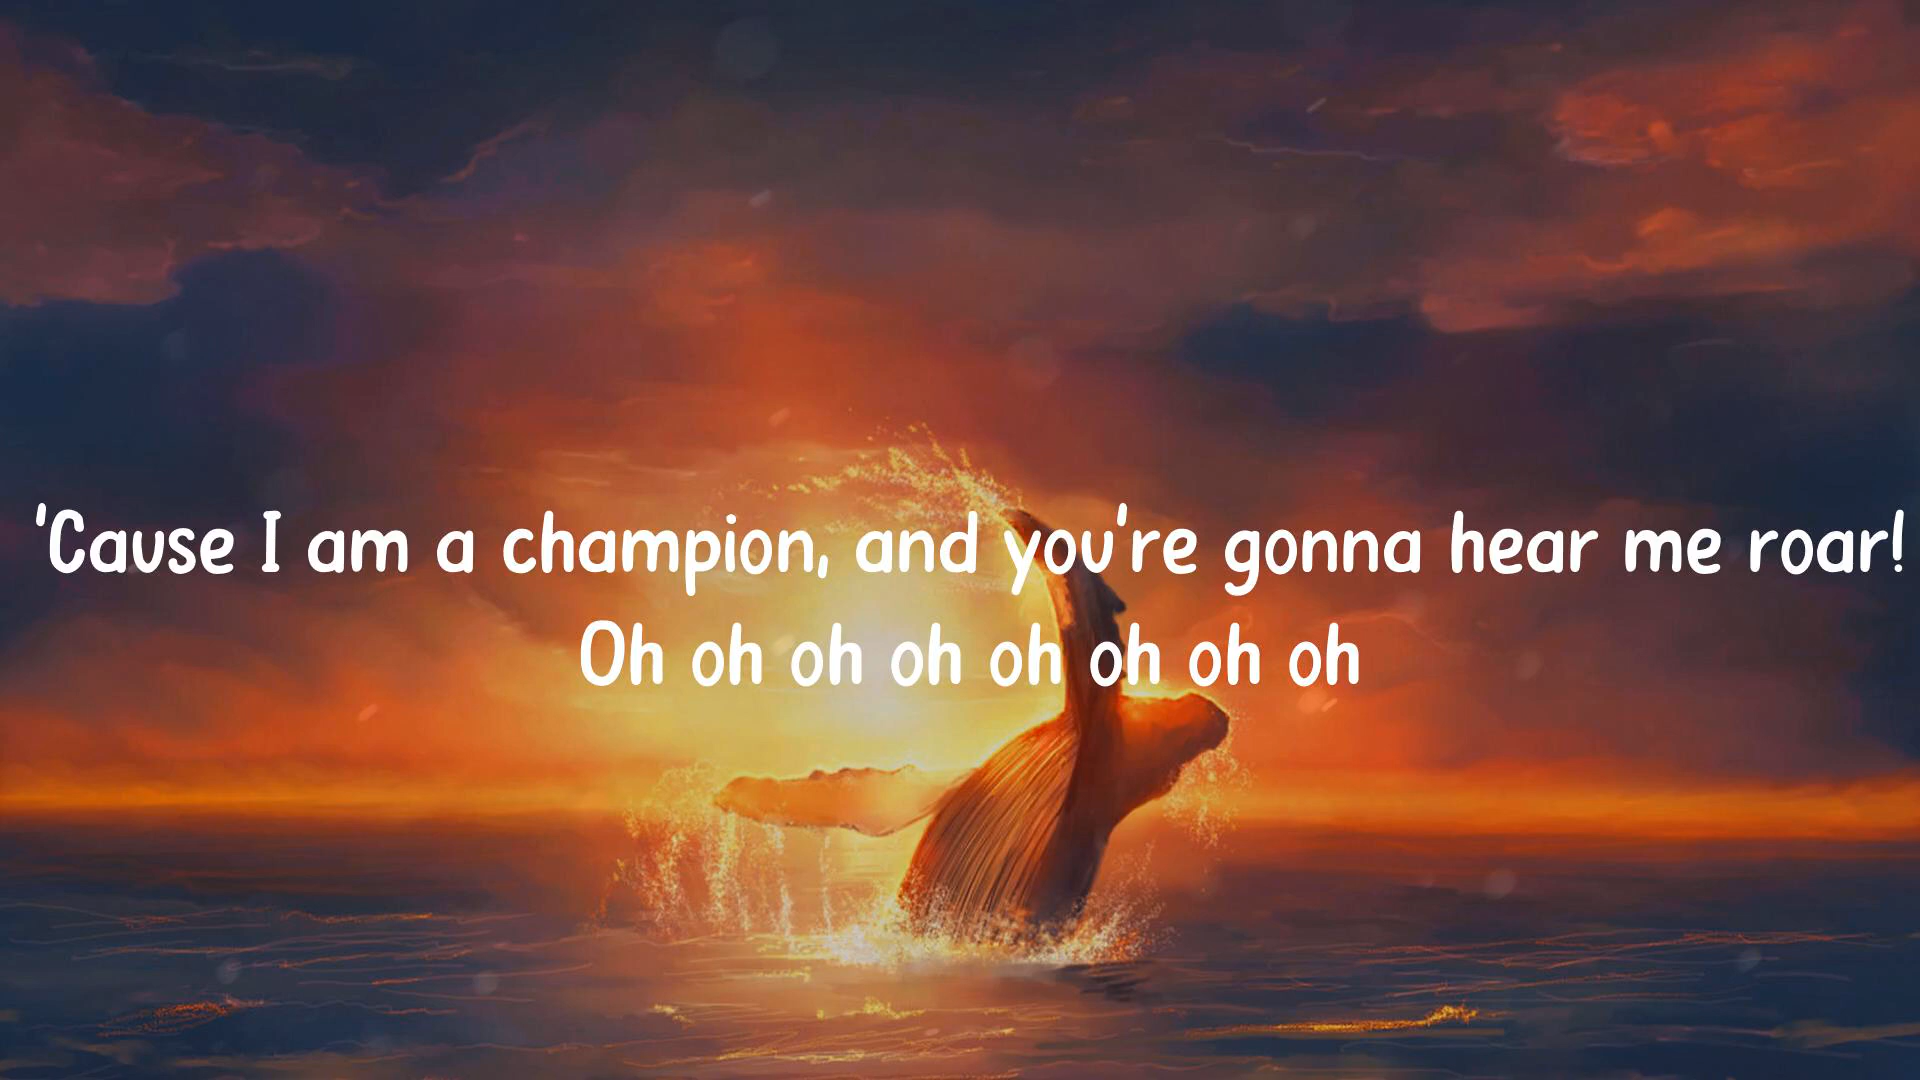 'Cause I am a champion, and you're gonna hear me roar!
Oh oh oh oh oh oh oh oh